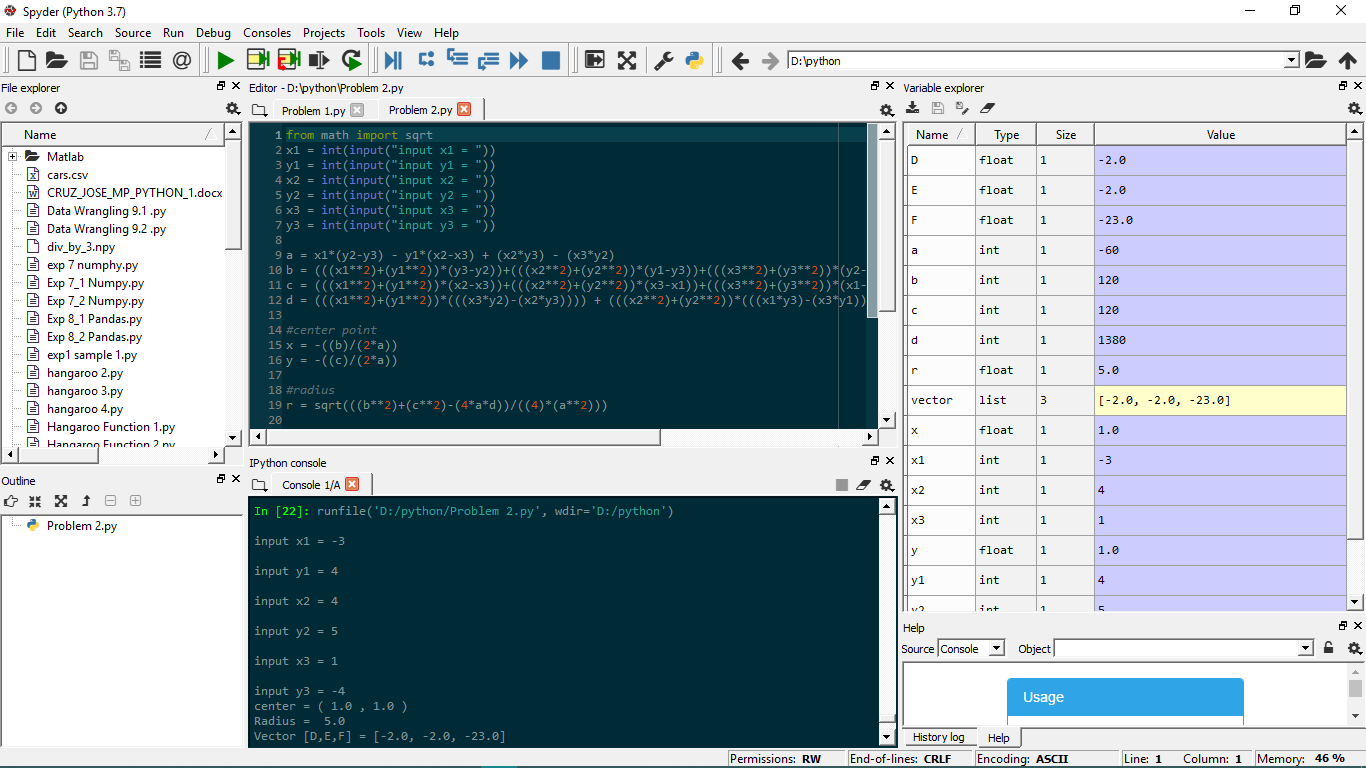 Spyder (Python 3.7)
File Edit Search Source Run Debug Consoles Projects Tools View Help
D:\python
File explorer
Name
Matlab
cars.csv
CRUZ_JOSE_MP_PYTHON_1.docx
Data Wrangling 9.1 .py
Data Wrangling 9.2 .py
div_by_3.npy
exp 7 numphy.py
Exp 7_1 Numpy.py
Exp 7_2 Numpy.py
Exp 8_1 Pandas.py
Exp 8_2 Pandas.py
exp1 sample 1.py
hangaroo 2.py
hangaroo 3.py
hangaroo 4.py
Hangaroo Function 1.py
Hangaroo Function 2.py
Outline
Problem 2.py
Editor - D:\python\Problem 2.py
Problem 1.py Problem 2.py
1 from math import sqrt
2 x1 = int(input("input x1 = "))
3 y1 = int(input("input y1 = "))
4 x2 = int(input("input x2 = "))
5 y2 = int(input("input y2 = "))
6 x3 = int(input("input x3 = "))
7 y3 = int(input("input y3 = "))
8
9 a = x1*(y2-y3) - y1*(x2-x3) + (x2*y3) - (x3*y2)
10 b = (((x1**2)+(y1**2))*(y3-y2))+(((x2**2)+(y2**2))*(y1-y3))+(((x3**2)+(y3**2))*(y2-
11 c = (((x1**2)+(y1**2))*(x2-x3))+(((x2**2)+(y2**2))*(x3-x1))+(((x3**2)+(y3**2))*(x1-
12 d = (((x1**2)+(y1**2))*(((x3*y2)-(x2*y3)))) + (((x2**2)+(y2**2))*(((x1*y3)-(x3*y1))
13
14 #center point
15 x = -((b)/(2*a))
16 y = -((c)/(2*a))
17
18 #radius
19 r = sqrt(((b**2)+(c**2)-(4*a*d))/((4)*(a**2)))
20
IPython console
Console 1/A
In [22]: runfile('D:/python/Problem 2.py', wdir='D:/python')
input x1 = -3
input y1 = 4
input x2 = 4
input y2 = 5
input x3 = 1
input y3 = -4
center = ( 1.0 , 1.0 )
Radius =  5.0
Vector [D,E,F] = [-2.0, -2.0, -23.0]
Variable explorer
Name Type Size Value
D float 1 -2.0
E float 1 -2.0
F float 1 -23.0
a int 1 -60
b int 1 120
c int 1 120
d int 1 1380
r float 1 5.0
vector list 3 [-2.0, -2.0, -23.0]
x float 1 1.0
x1 int 1 -3
x2 int 1 4
x3 int 1 1
y float 1 1.0
y1 int 1 4
y2 int 1 5
Help
Source Console Object
Usage
History log Help
Permissions: RW End-of-lines: CRLF Encoding: ASCII Line: 1 Column: 1 Memory: 46 %